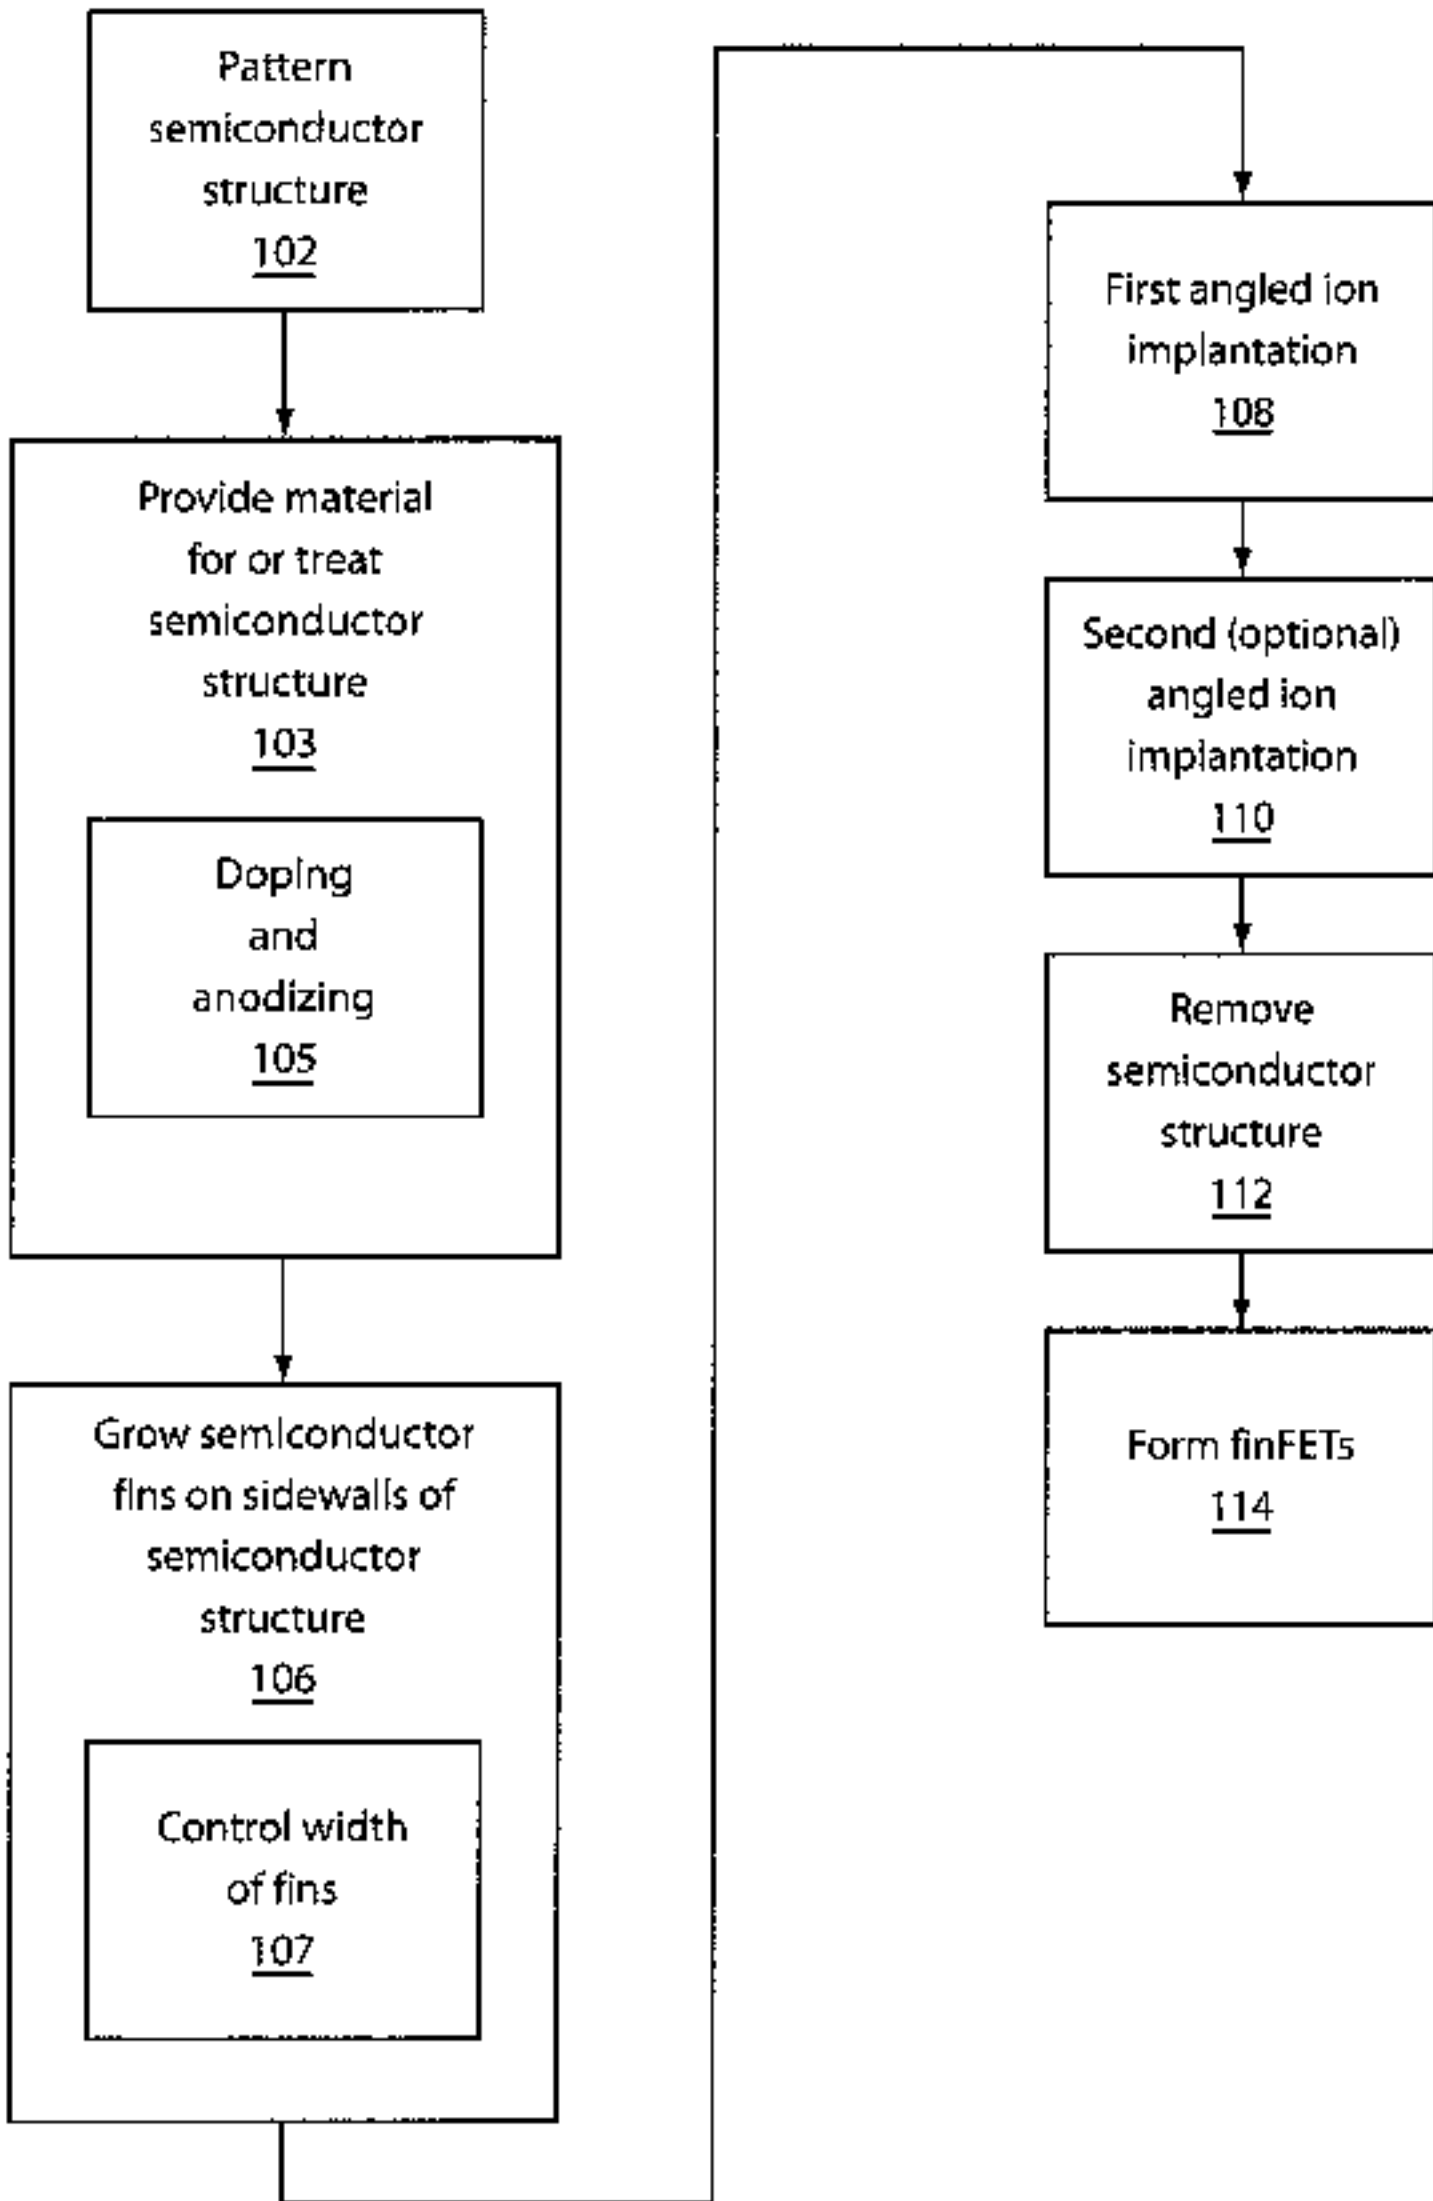 Pattern
semiconductor
structure
102
Provide material
for or treat
semiconductor
structure
103
Doping
and
anodizing
105
Grow semiconductor
fins on sidewalls of
semiconductor
structure
106
Control width
of fins
107
First angled ion
implantation
108
Second (optional)
angled ion
implantation
110
Remove
semiconductor
structure
112
Form finFETs
114